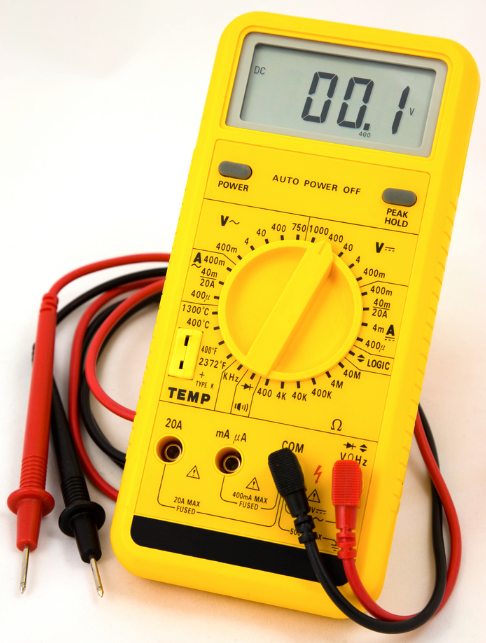 DC
00.1 V
400
POWER
AUTO POWER OFF
PEAK
HOLD
V~
V⎓
4 40 400 750 1000 400 40 4
400m
400m
A~
400m
40m
20A
400µ
400m
40m
20A
4m A⎓
400µ
1300°C
400°C
LOGIC
400°F
2372°F
+
TYPE K
TEMP
KHz
400 4K 40K 400K
4M
40M
Ω
20A
mA µA
COM
VΩHz
20A MAX
FUSED
400mA MAX
FUSED